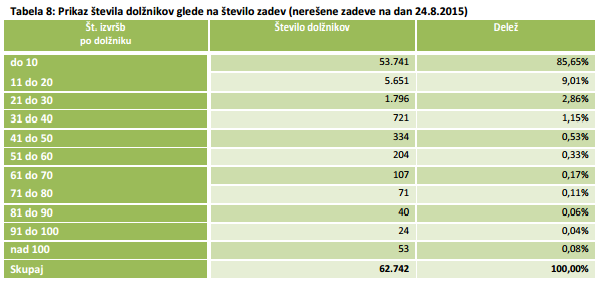 Tabela 8: Prikaz števila dolžnikov glede na število zadev (nerešene zadeve na dan 24.8.2015)
Št. izvršb po dolžniku Število dolžnikov Delež
do 10 53.741 85,65%
11 do 20 5.651 9,01%
21 do 30 1.796 2,86%
31 do 40 721 1,15%
41 do 50 334 0,53%
51 do 60 204 0,33%
61 do 70 107 0,17%
71 do 80 71 0,11%
81 do 90 40 0,06%
91 do 100 24 0,04%
nad 100 53 0,08%
Skupaj 62.742 100,00%